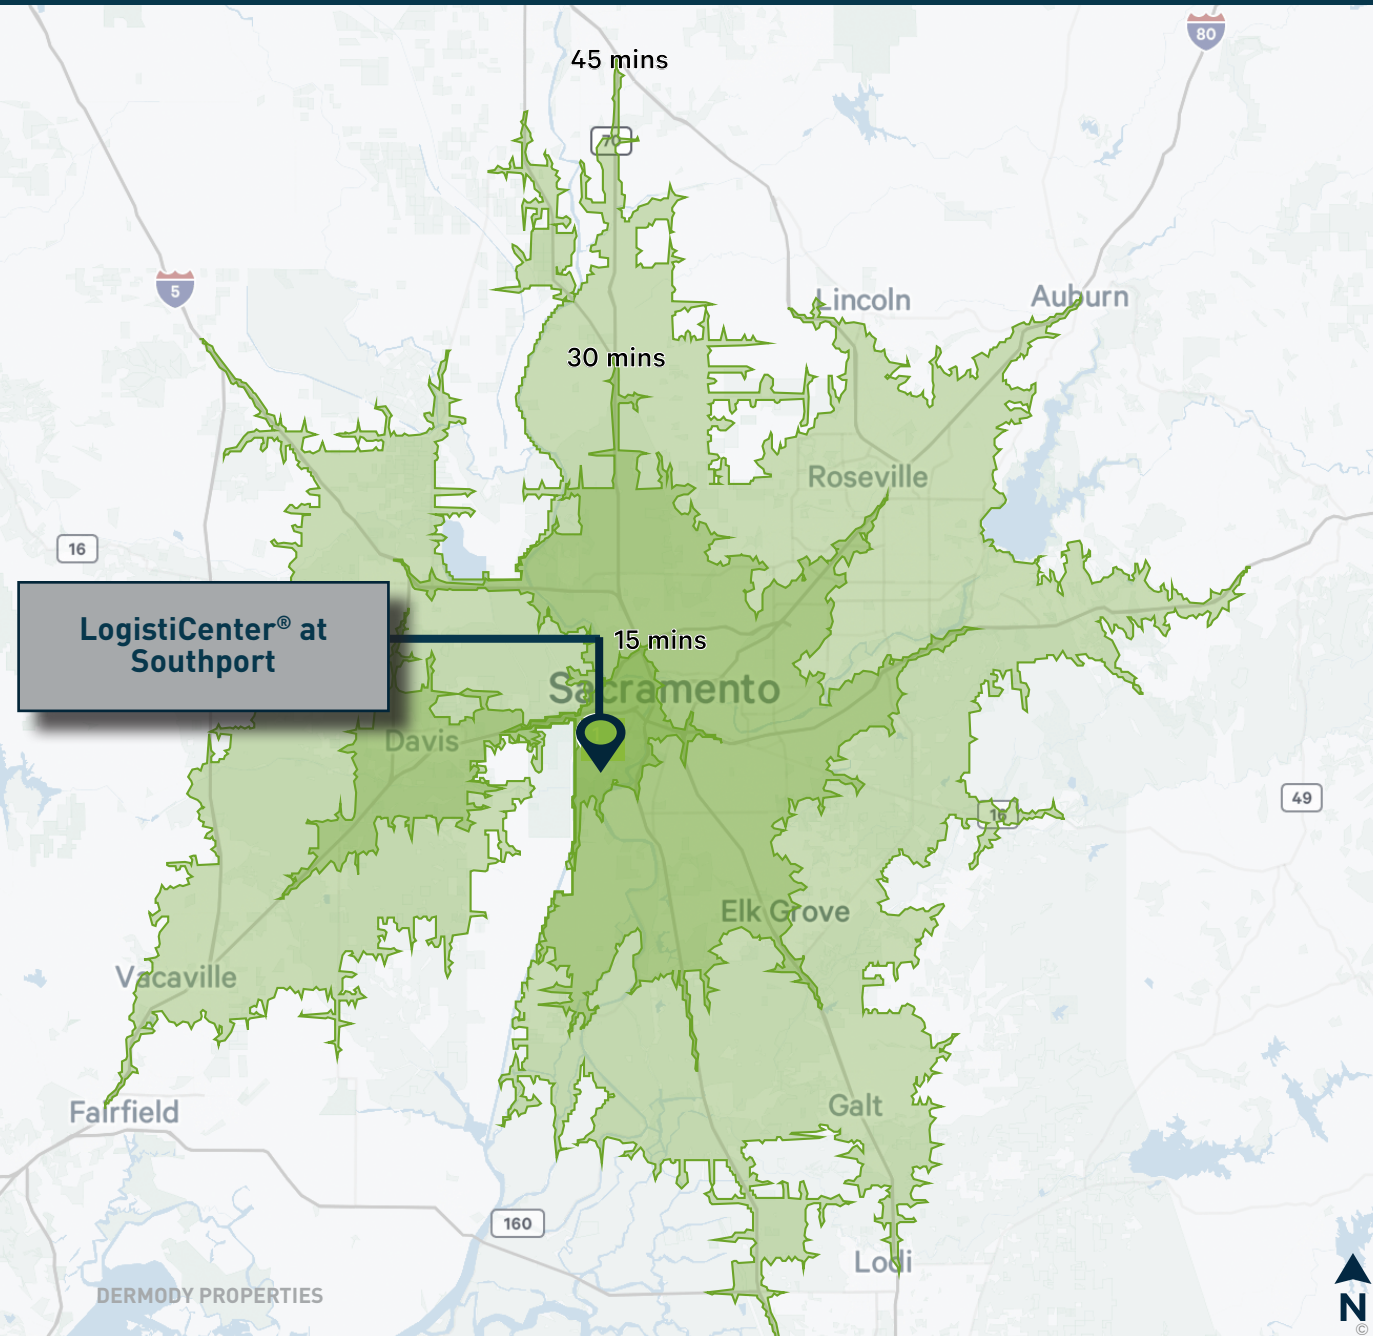 80
45 mins
70
5
Lincoln
Auburn
30 mins
Roseville
16
LogistiCenter® at
Southport
15 mins
Sacramento
Davis
49
16
Elk Grove
Vacaville
Fairfield
Galt
160
Lodi
DERMODY PROPERTIES
N
©